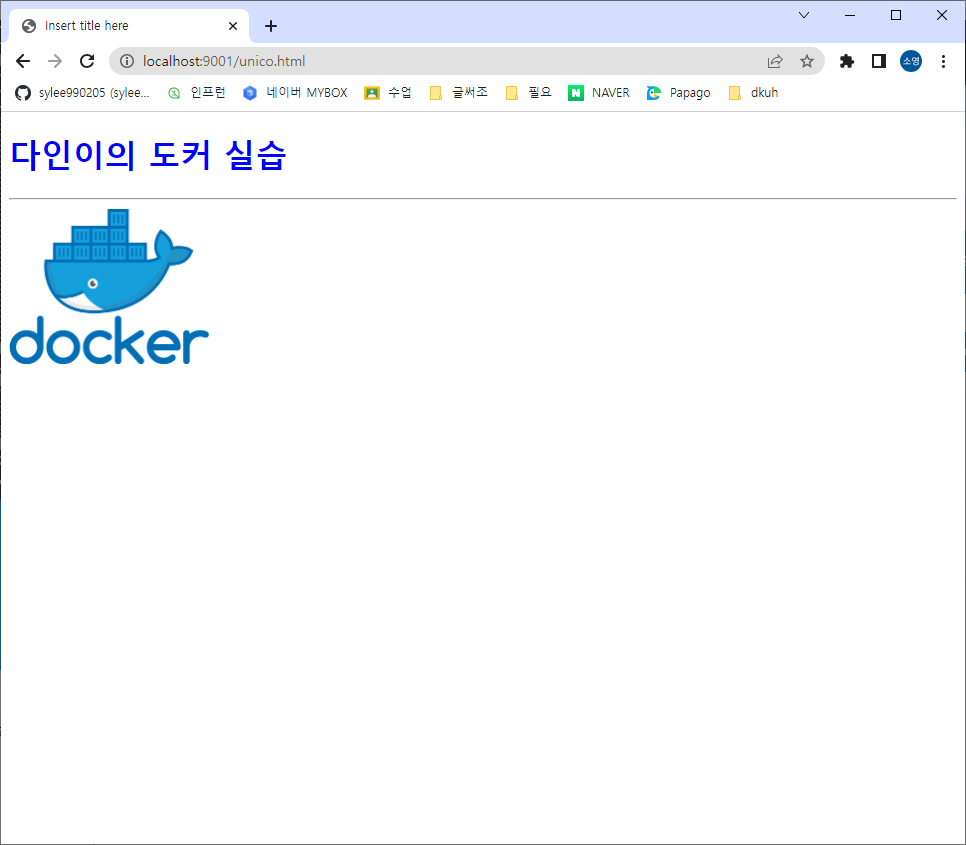 Insert title here
localhost:9001/unico.html
소영
sylee990205 (sylee... 인프런 네이버 MYBOX 수업 글써조 필요 NAVER Papago dkuh
다인이의 도커 실습
docker